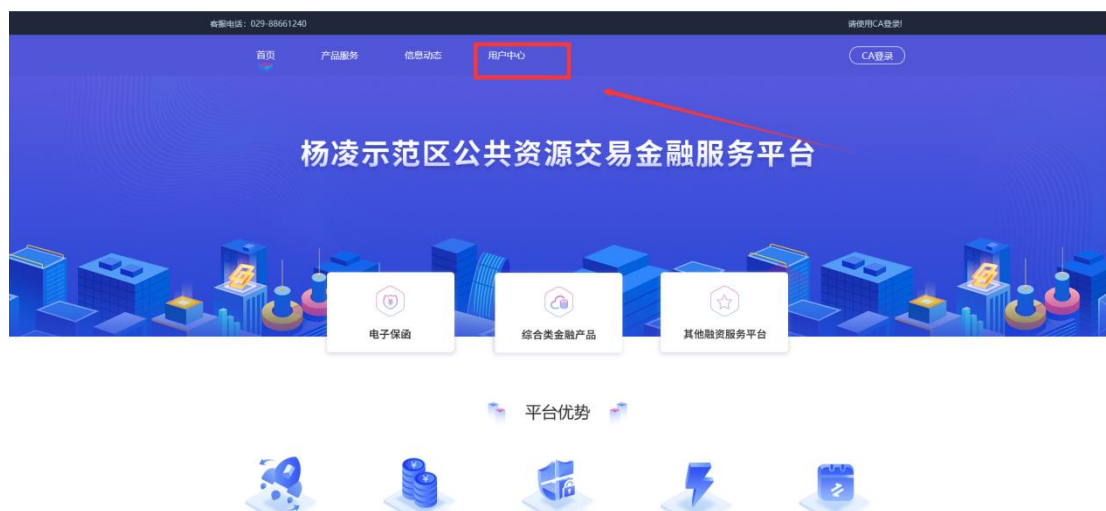 客服电话：029-88661240 请使用CA登录!
首页 产品服务 信息动态 用户中心 CA登录
杨凌示范区公共资源交易金融服务平台
电子保函 综合类金融产品 其他融资服务平台
平台优势